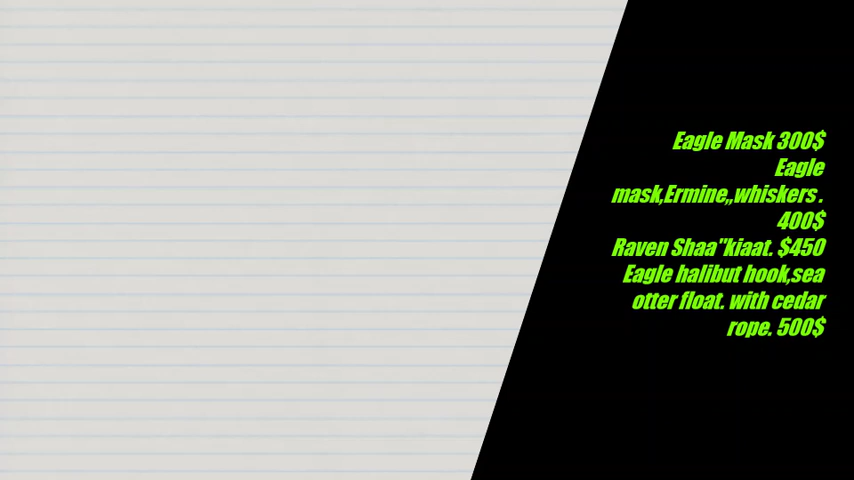 Eagle Mask 300$
Eagle
mask,Ermine,,whiskers .
400$
Raven Shaa"kiaat. $450
Eagle halibut hook,sea
otter float. with cedar
rope. 500$